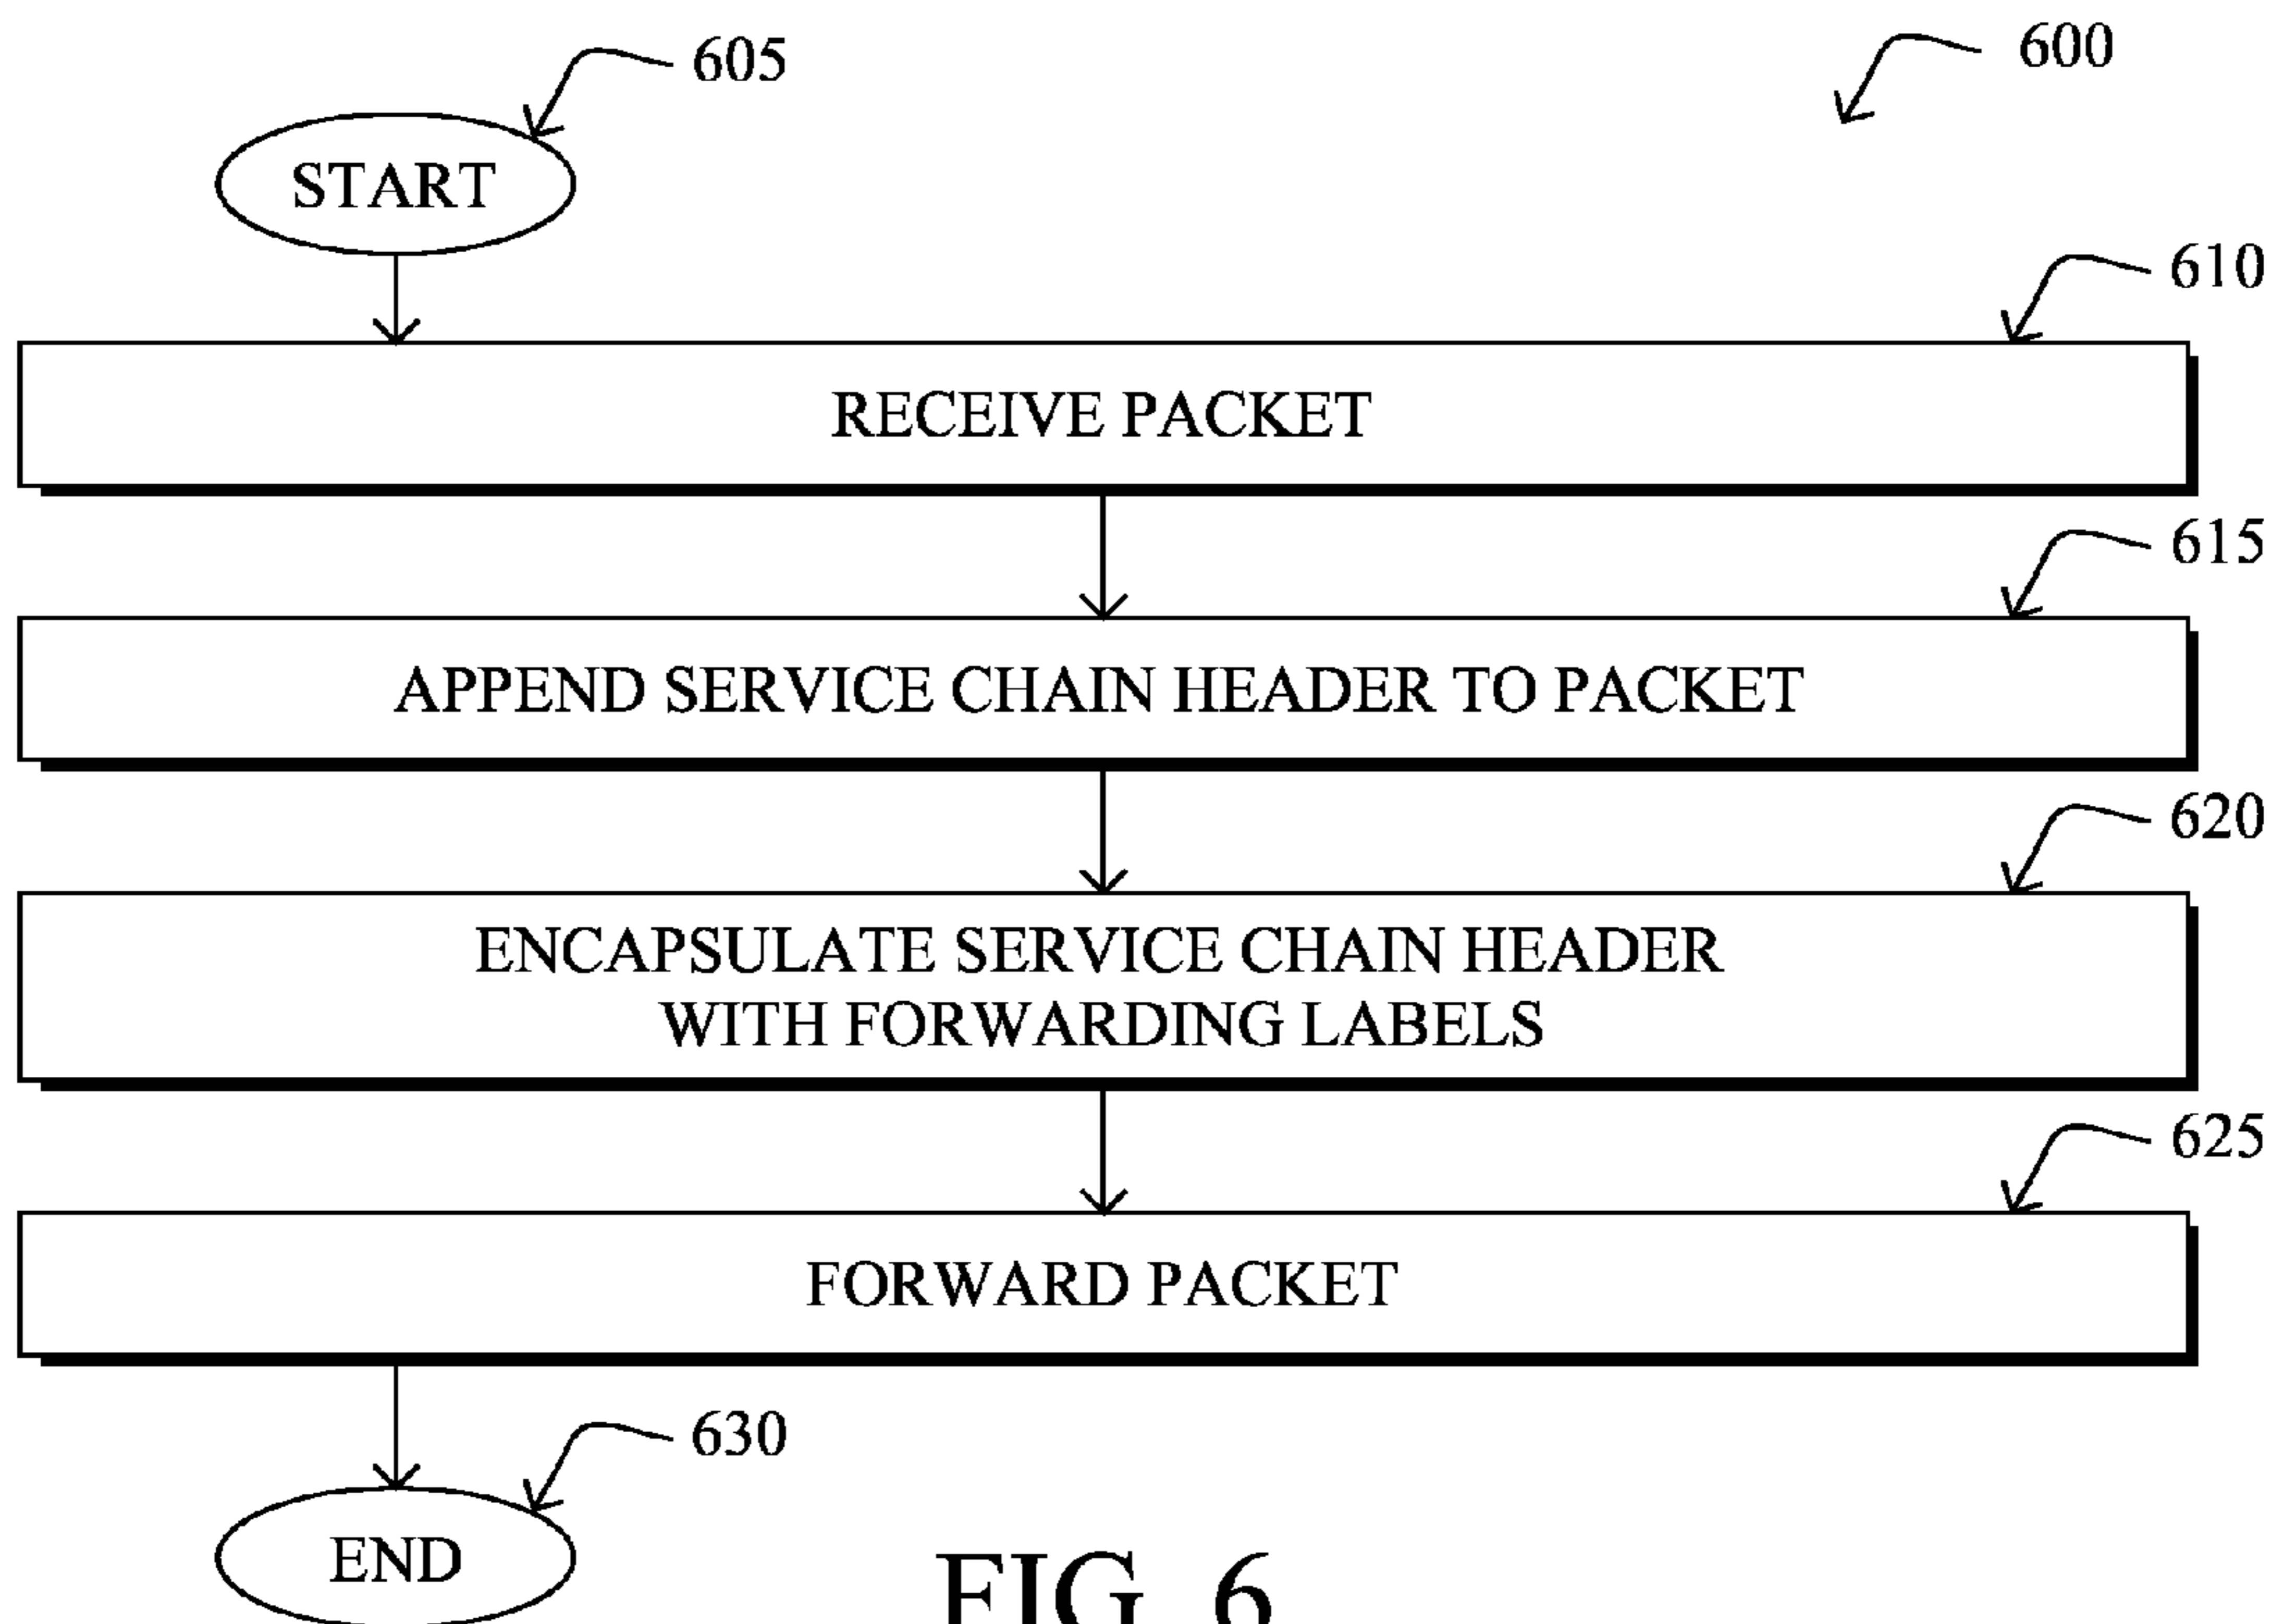 605
600
START
610
RECEIVE PACKET
615
APPEND SERVICE CHAIN HEADER TO PACKET
620
ENCAPSULATE SERVICE CHAIN HEADER
WITH FORWARDING LABELS
625
FORWARD PACKET
630
END
FIG. 6